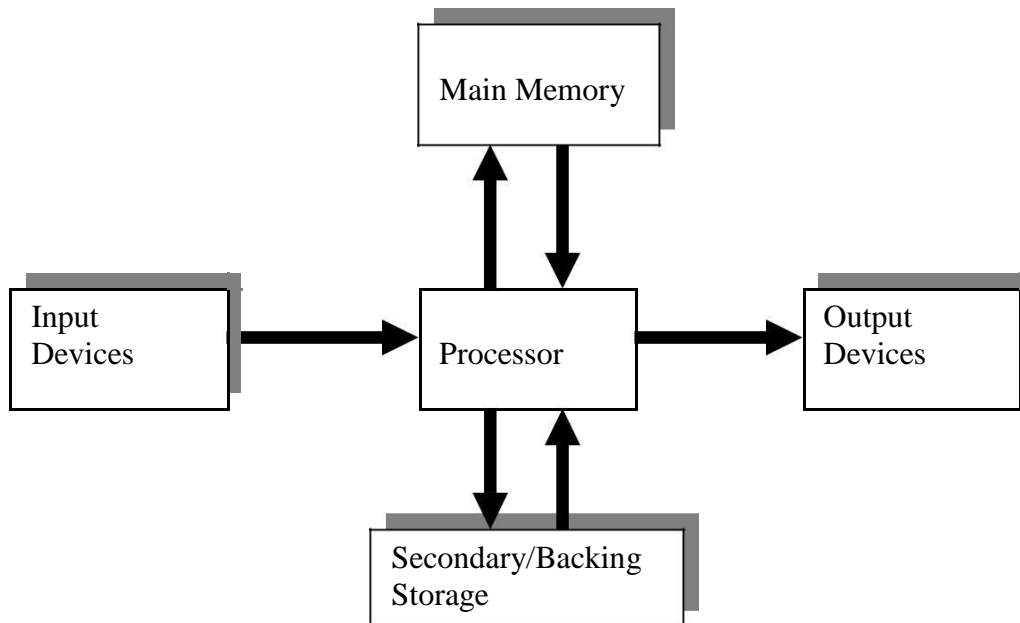 Main Memory
Input
Devices
Processor
Output
Devices
Secondary/Backing
Storage